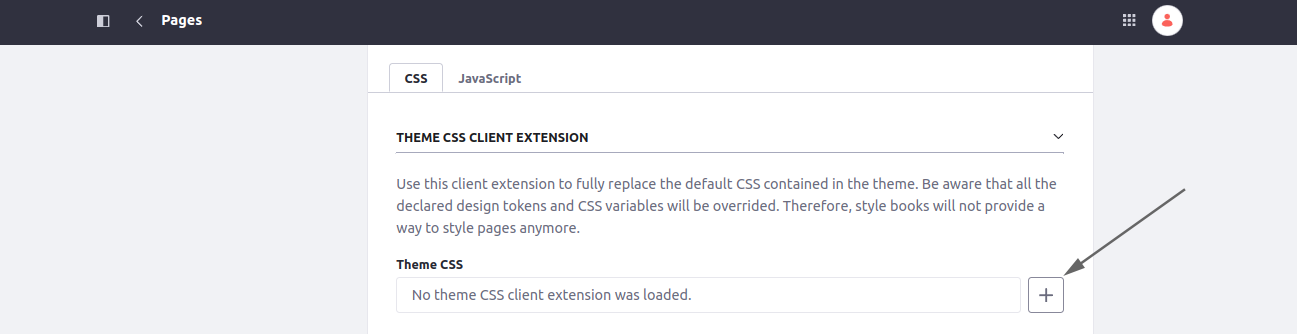 Pages
CSS JavaScript
THEME CSS CLIENT EXTENSION
Use this client extension to fully replace the default CSS contained in the theme. Be aware that all the
declared design tokens and CSS variables will be overrided. Therefore, style books will not provide a
way to style pages anymore.
Theme CSS
No theme CSS client extension was loaded.